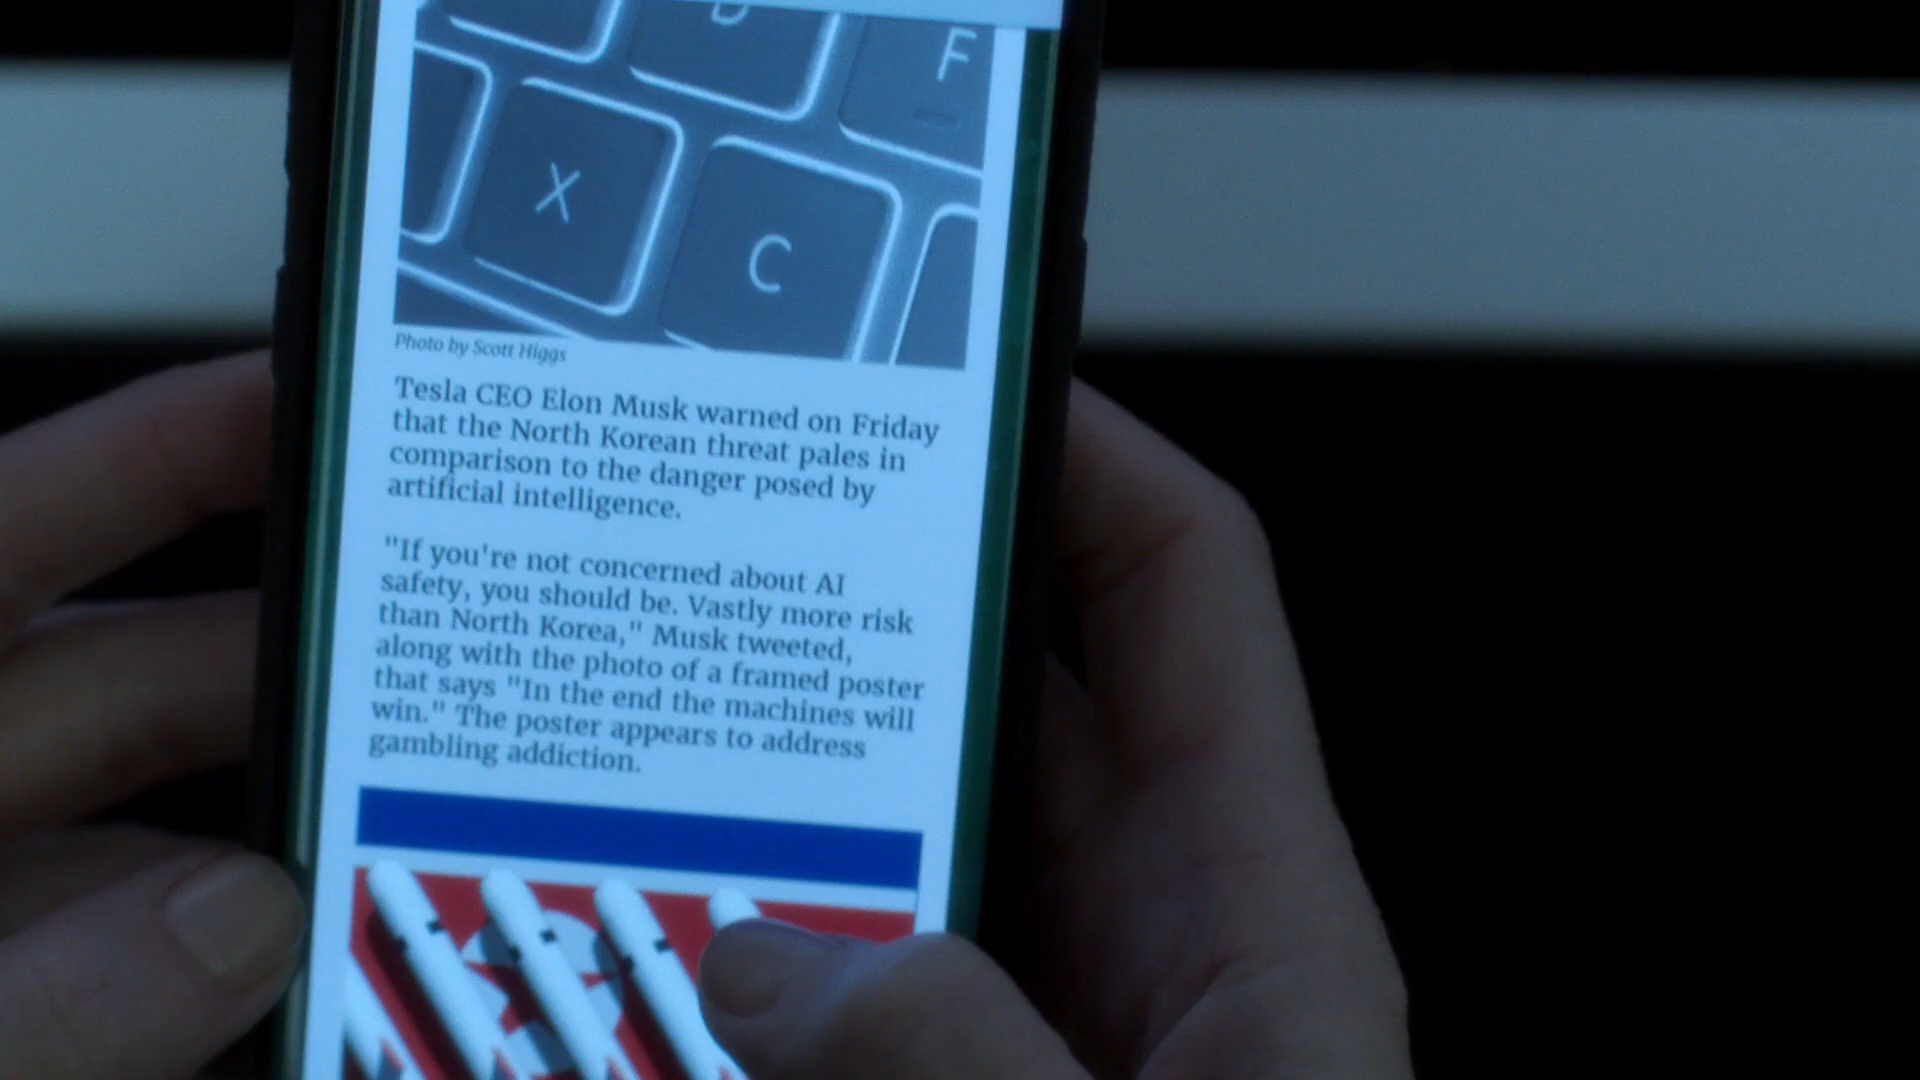 D
F
X
C
Photo by Scott Higgs
Tesla CEO Elon Musk warned on Friday
that the North Korean threat pales in
comparison to the danger posed by
artificial intelligence.
"If you're not concerned about AI
safety, you should be. Vastly more risk
than North Korea," Musk tweeted,
along with the photo of a framed poster
that says "In the end the machines will
win." The poster appears to address
gambling addiction.